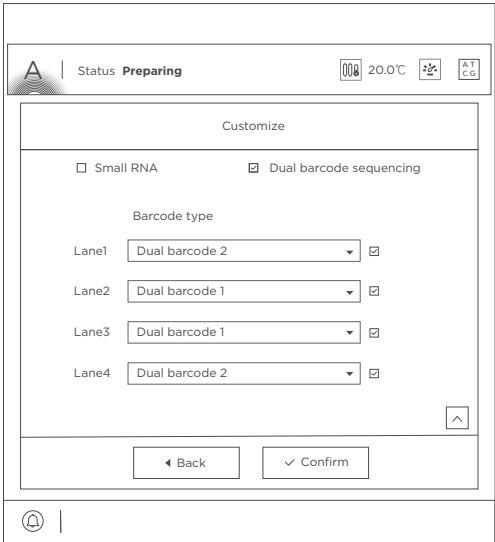 A Status Preparing 20.0℃ A T
C G
Customize
Small RNA Dual barcode sequencing
Barcode type
Lane1 Dual barcode 2
Lane2 Dual barcode 1
Lane3 Dual barcode 1
Lane4 Dual barcode 2
Back Confirm